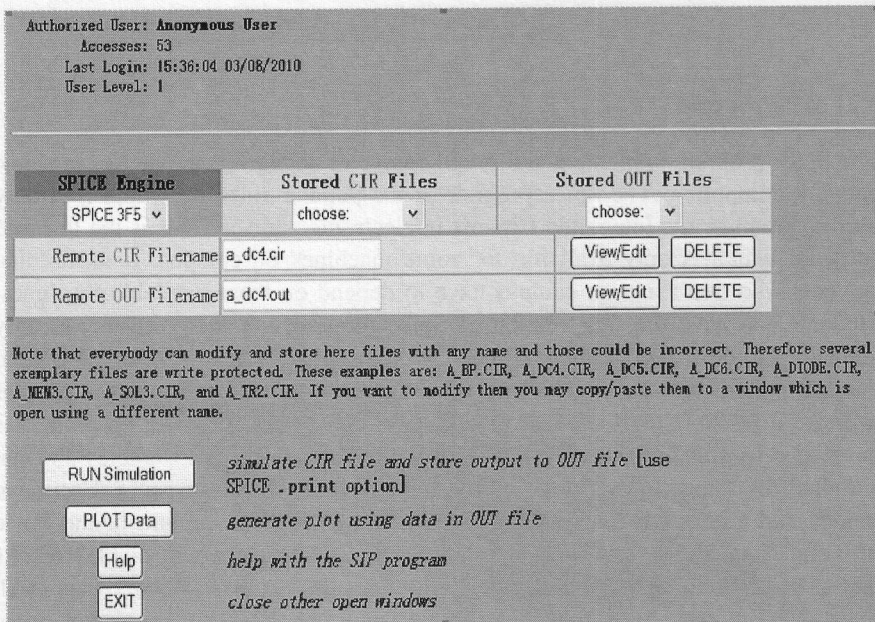 Authorized User: Anonymous User
Accesses: 53
Last Login: 15:36:04 03/08/2010
User Level: 1
SPICE Engine Stored CIR Files Stored OUT Files
SPICE 3F5 choose: choose:
Remote CIR Filename a_dc4.cir View/Edit DELETE
Remote OUT Filename a_dc4.out View/Edit DELETE
Note that everybody can modify and store here files with any name and those could be incorrect. Therefore several
exemplary files are write protected. These examples are: A_BP.CIR, A_DC4.CIR, A_DC5.CIR, A_DC6.CIR, A_DIODE.CIR,
A_MEM3.CIR, A_SOL3.CIR, and A_TR2.CIR. If you want to modify them you may copy/paste them to a window which is
open using a different name.
RUN Simulation simulate CIR file and store output to OUT file [use
SPICE .print option]
PLOT Data generate plot using data in OUT file
Help help with the SIP program
EXIT close other open windows